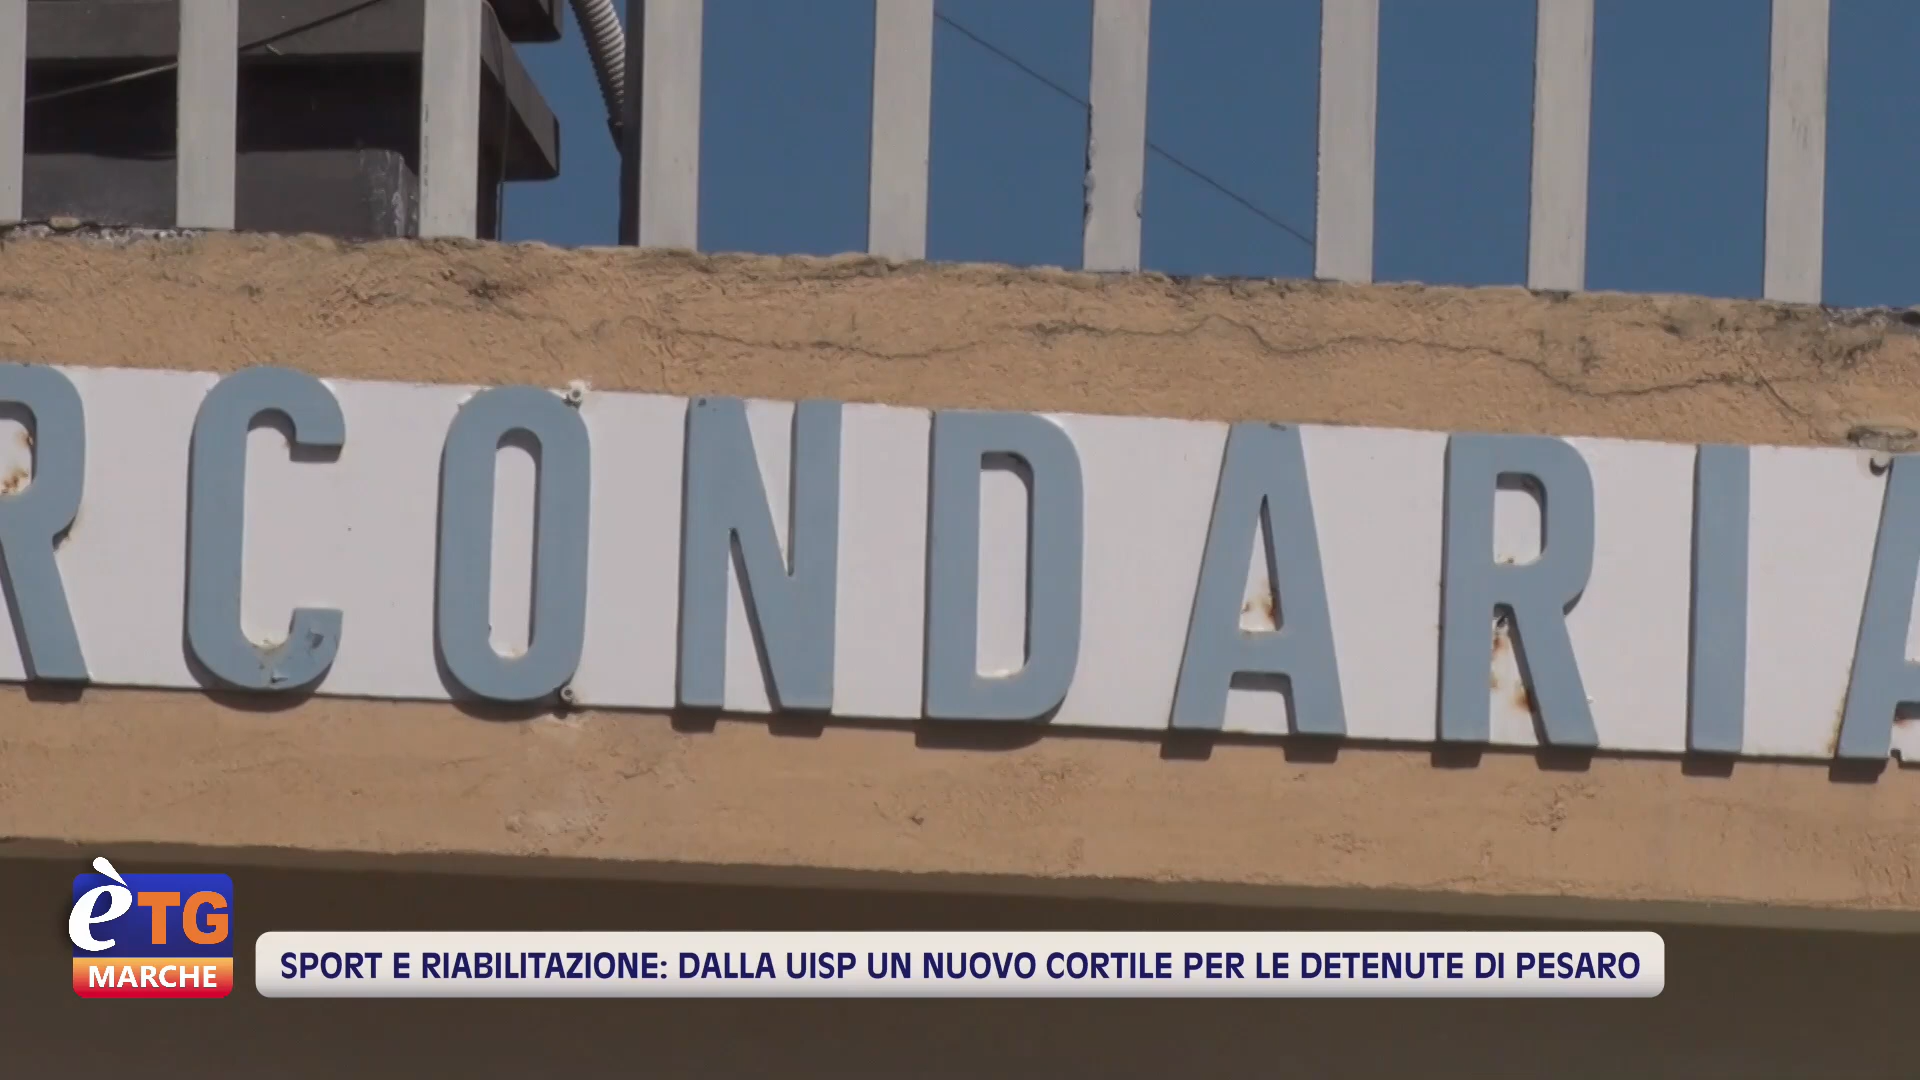 RCONDARIA
èTG
MARCHE
SPORT E RIABILITAZIONE: DALLA UISP UN NUOVO CORTILE PER LE DETENUTE DI PESARO